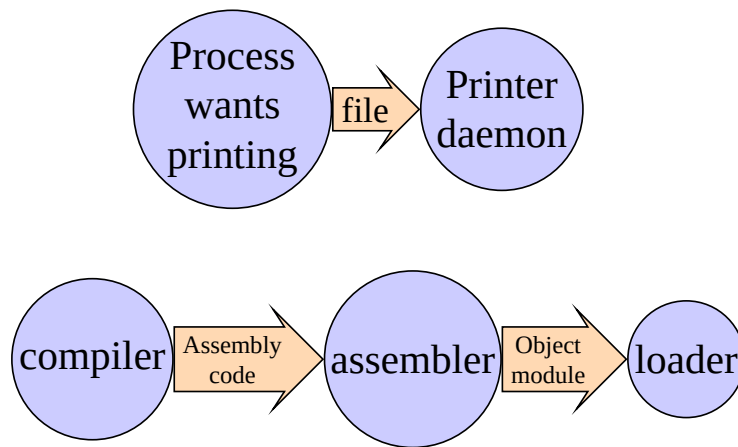 Process
wants
printing
file
Printer
daemon
compiler
Assembly
code
assembler
Object
module
loader